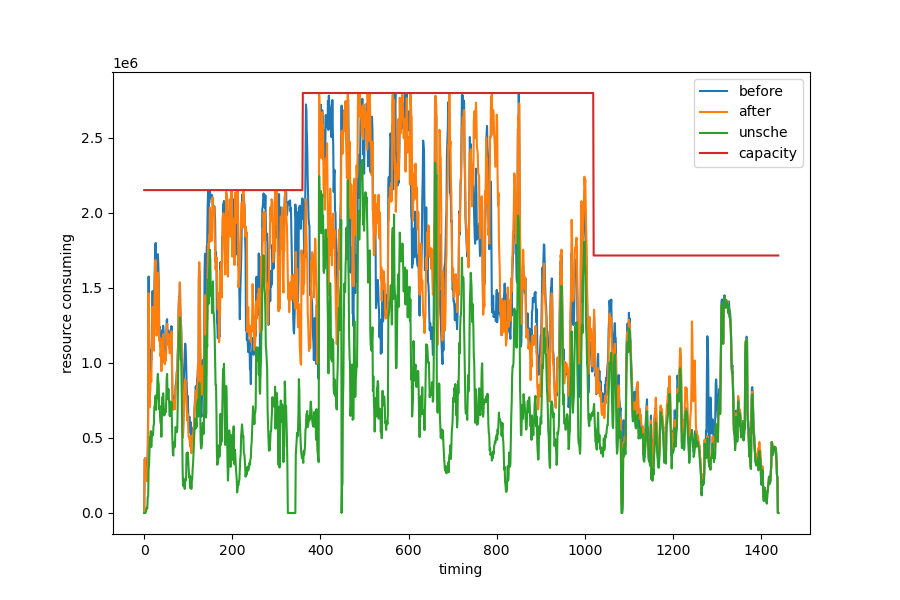 1e6
before
after
unsche
capacity
2.5
2.0
1.5
1.0
0.5
0.0
resource consuming
0 200 400 600 800 1000 1200 1400
timing